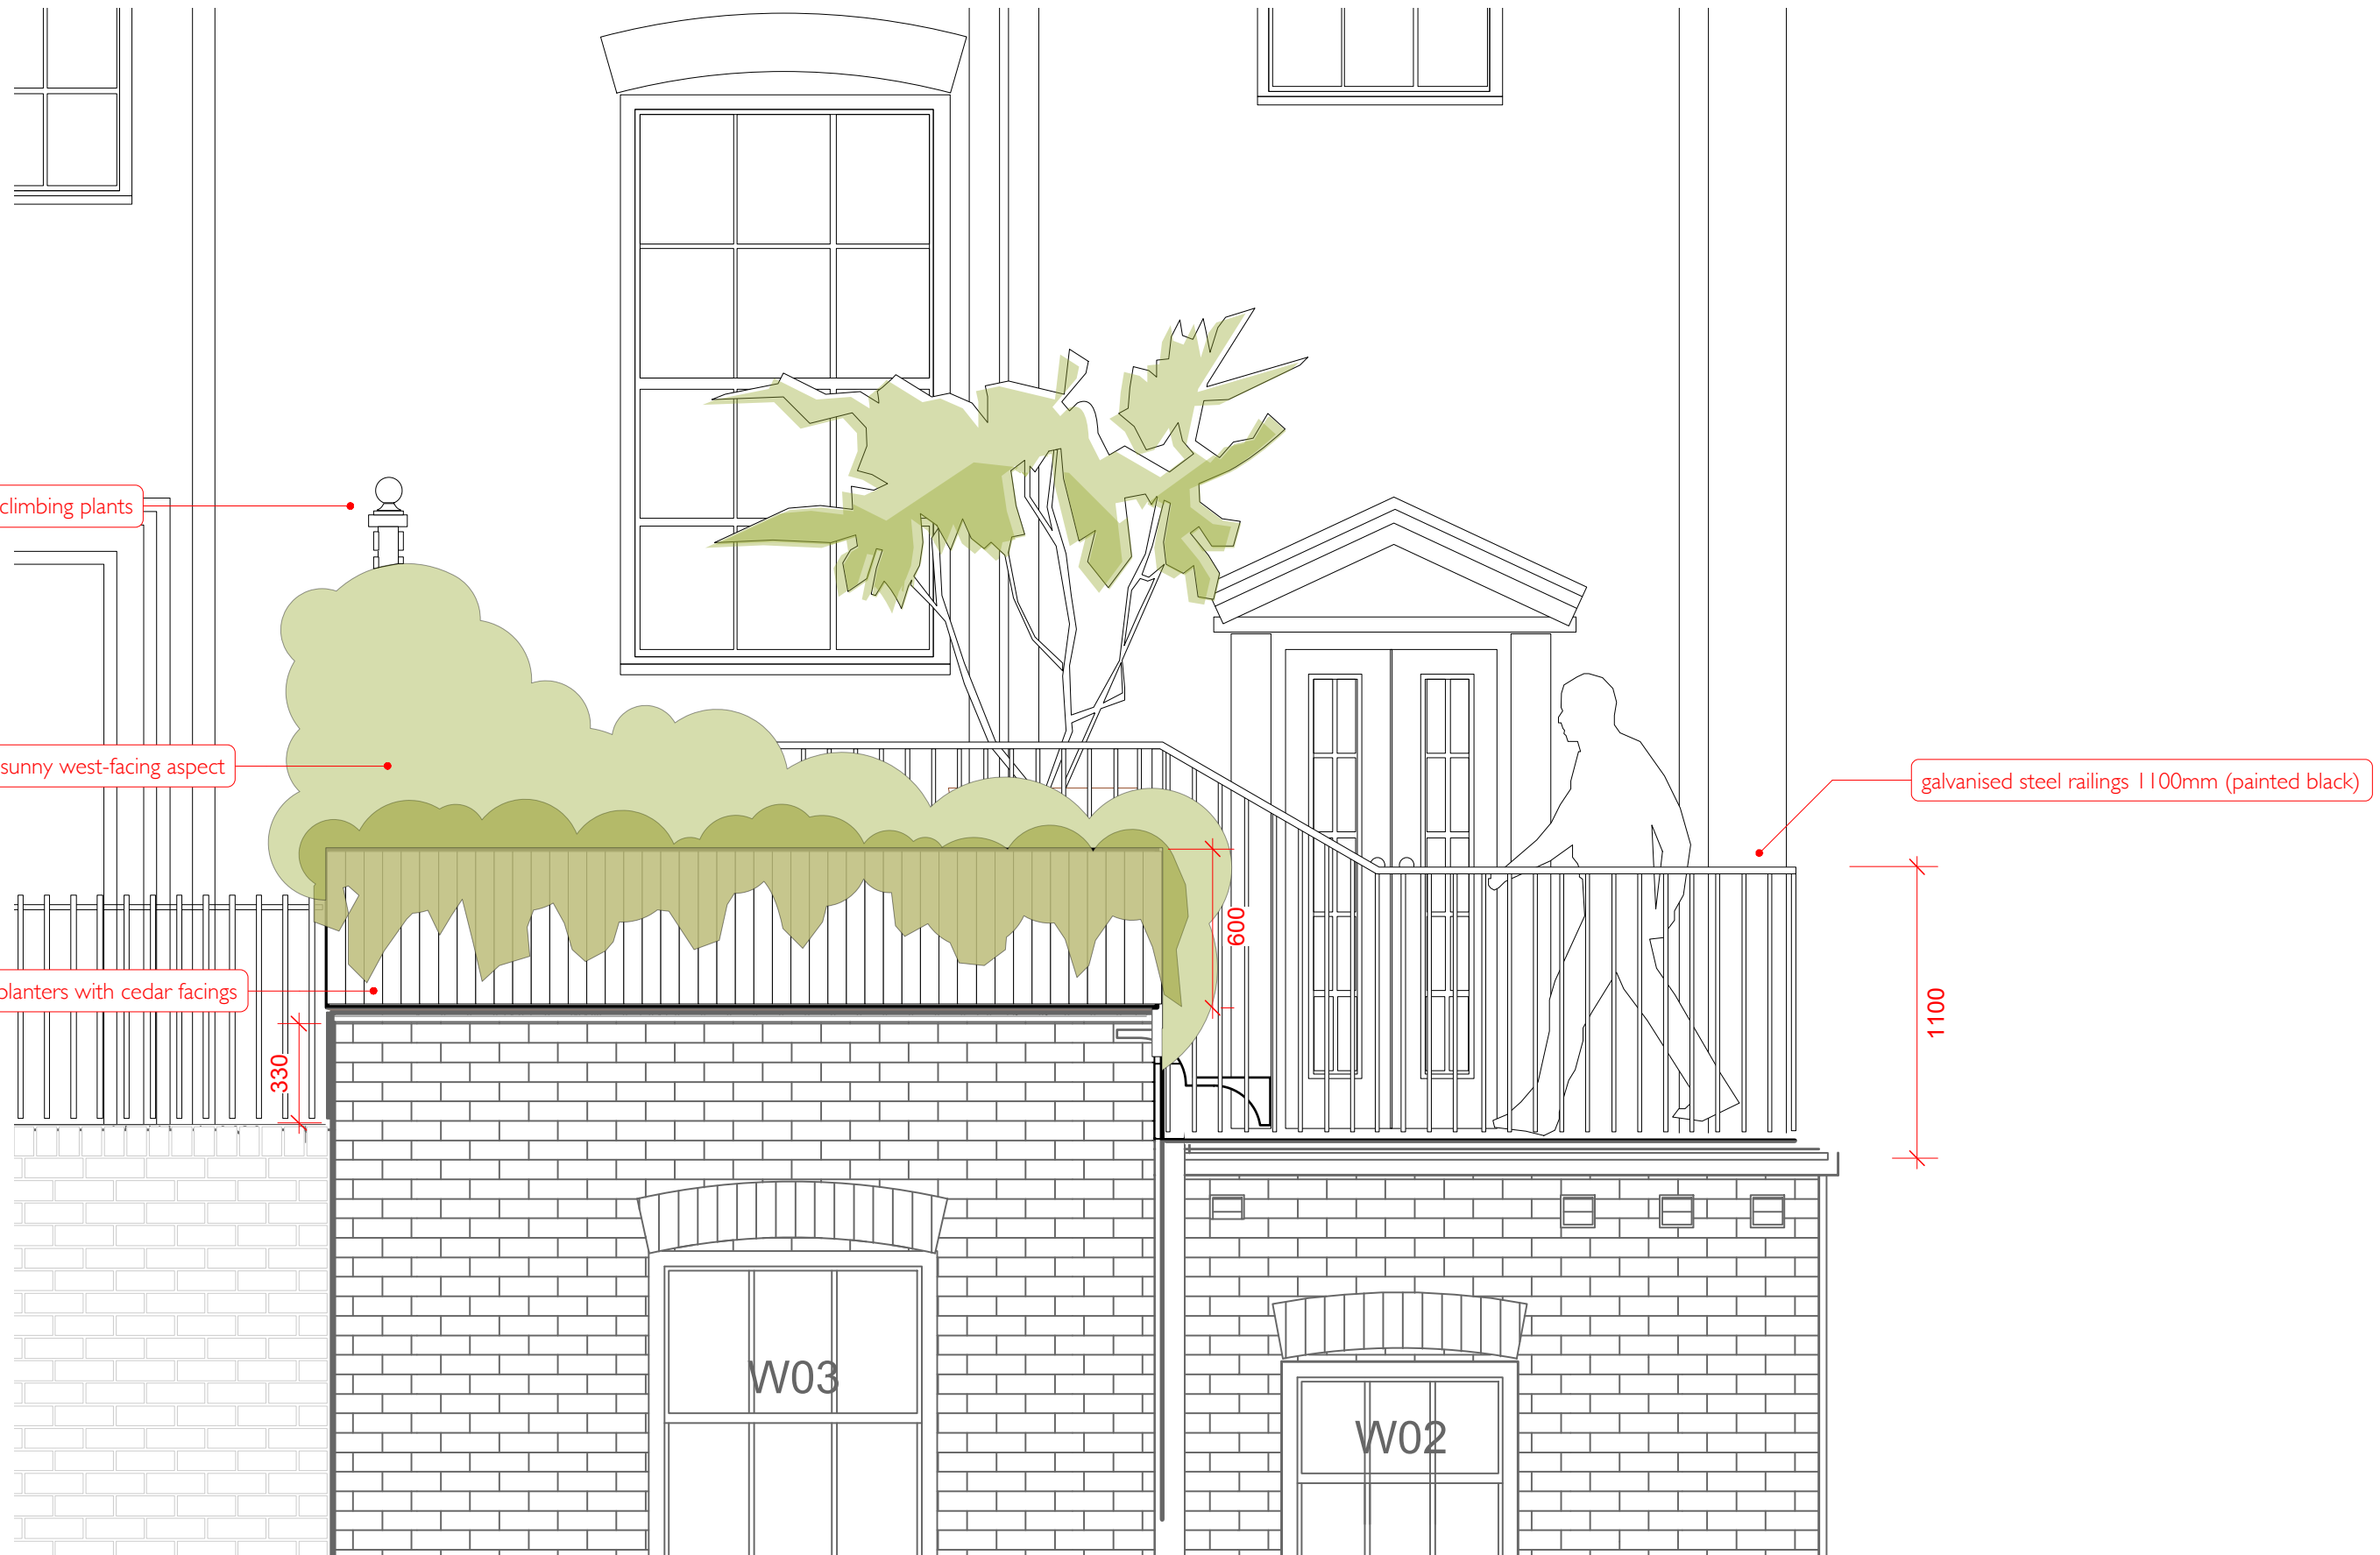 climbing plants
sunny west-facing aspect
galvanised steel railings 1100mm (painted black)
600
planters with cedar facings
1100
330
W03
W02